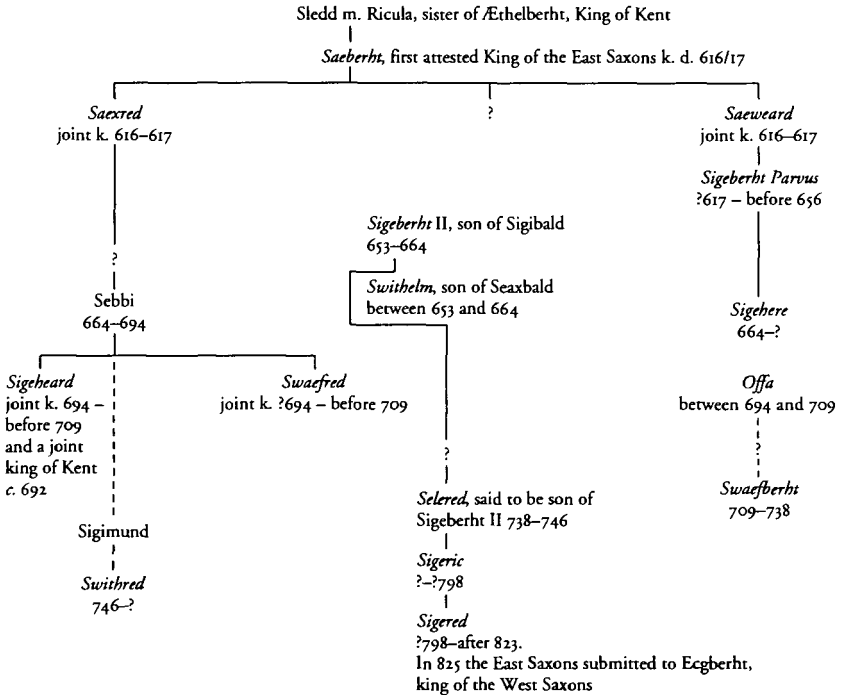 Sledd m. Ricula, sister of Æthelberht, King of Kent
Saeberht, first attested King of the East Saxons k. d. 616/17
Saexred
joint k. 616–617
?
Saeweard
joint k. 616–617
Sigeberht Parvus
?617 – before 656
Sigeberht II, son of Sigibald
653–664
?
Swithelm, son of Seaxbald
between 653 and 664
Sebbi
664–694
Sigehere
664–?
Sigeheard
joint k. 694 –
before 709
and a joint
king of Kent
c. 692
Swaefred
joint k. ?694 – before 709
Offa
between 694 and 709
?
?
Swaefberht
709–738
Selered, said to be son of
Sigeberht II 738–746
Sigimund
Sigeric
?–?798
Swithred
746–?
Sigered
?798–after 823.
In 825 the East Saxons submitted to Ecgberht,
king of the West Saxons